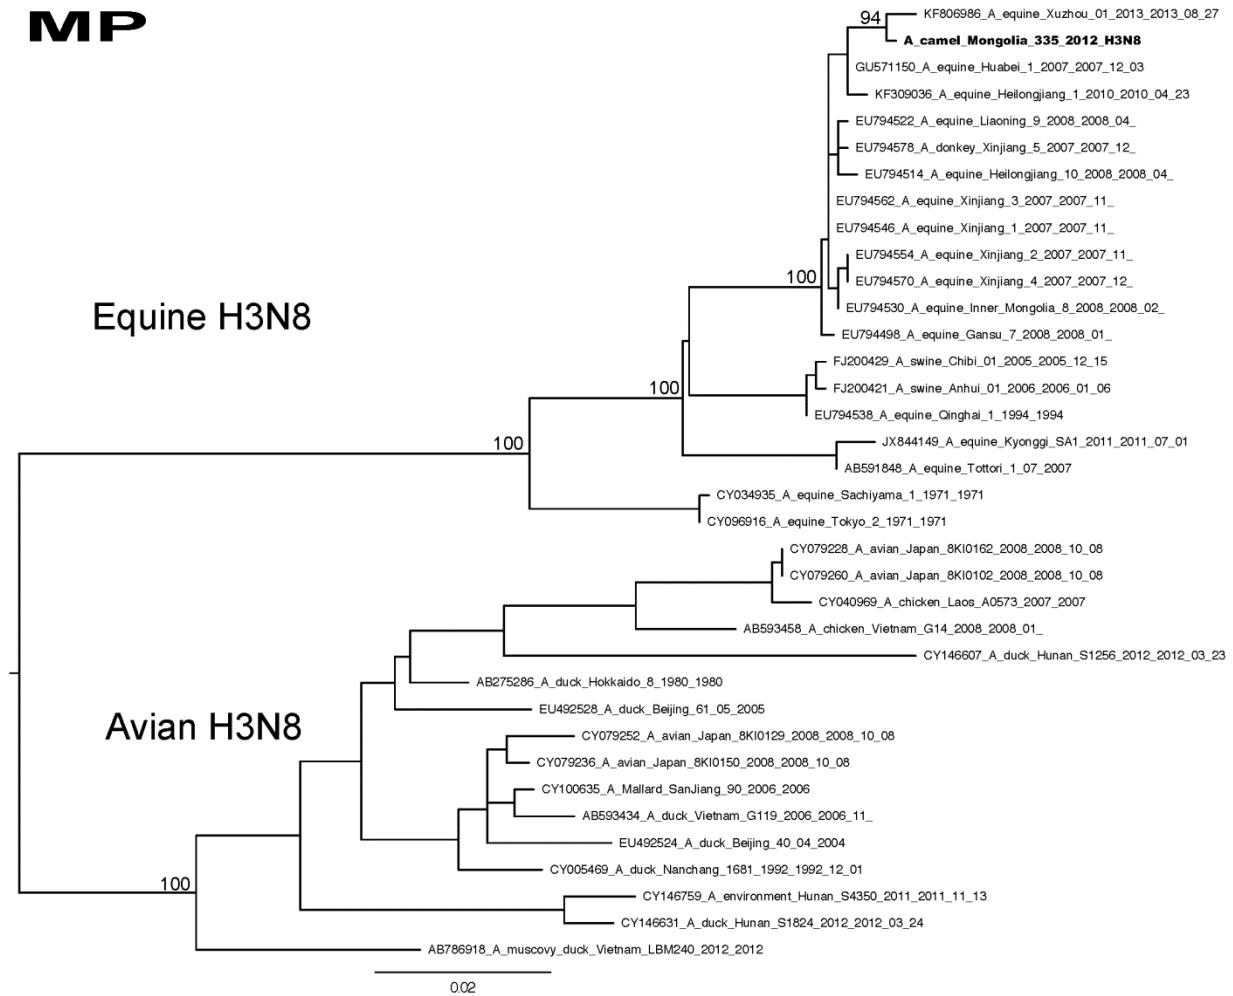 MP
94
KF806986_A_equine_Xuzhou_01_2013_2013_08_27
A_camel_Mongolia_335_2012_H3N8
GU571150_A_equine_Huabei_1_2007_2007_12_03
KF309036_A_equine_Heilongjiang_1_2010_2010_04_23
EU794522_A_equine_Liaoning_9_2008_2008_04_
EU794578_A_donkey_Xinjiang_5_2007_2007_12_
EU794514_A_equine_Heilongjiang_10_2008_2008_04_
EU794562_A_equine_Xinjiang_3_2007_2007_11_
EU794546_A_equine_Xinjiang_1_2007_2007_11_
EU794554_A_equine_Xinjiang_2_2007_2007_11_
100
EU794570_A_equine_Xinjiang_4_2007_2007_12_
EU794530_A_equine_Inner_Mongolia_8_2008_2008_02_
Equine H3N8
EU794498_A_equine_Gansu_7_2008_2008_01_
FJ200429_A_swine_Chibi_01_2005_2005_12_15
100
FJ200421_A_swine_Anhui_01_2006_2006_01_06
EU794538_A_equine_Qinghai_1_1994_1994
100
JX844149_A_equine_Kyonggi_SA1_2011_2011_07_01
AB591848_A_equine_Tottori_1_07_2007
CY034935_A_equine_Sachiyama_1_1971_1971
CY096916_A_equine_Tokyo_2_1971_1971
CY079228_A_avian_Japan_8KI0162_2008_2008_10_08
CY079260_A_avian_Japan_8KI0102_2008_2008_10_08
CY040969_A_chicken_Laos_A0573_2007_2007
AB593458_A_chicken_Vietnam_G14_2008_2008_01_
CY146607_A_duck_Hunan_S1256_2012_2012_03_23
AB275286_A_duck_Hokkaido_8_1980_1980
EU492528_A_duck_Beijing_61_05_2005
Avian H3N8
CY079252_A_avian_Japan_8KI0129_2008_2008_10_08
CY079236_A_avian_Japan_8KI0150_2008_2008_10_08
CY100635_A_Mallard_SanJiang_90_2006_2006
AB593434_A_duck_Vietnam_G119_2006_2006_11_
EU492524_A_duck_Beijing_40_04_2004
CY005469_A_duck_Nanchang_1681_1992_1992_12_01
100
CY146759_A_environment_Hunan_S4350_2011_2011_11_13
CY146631_A_duck_Hunan_S1824_2012_2012_03_24
AB786918_A_muscovy_duck_Vietnam_LBM240_2012_2012
0.02